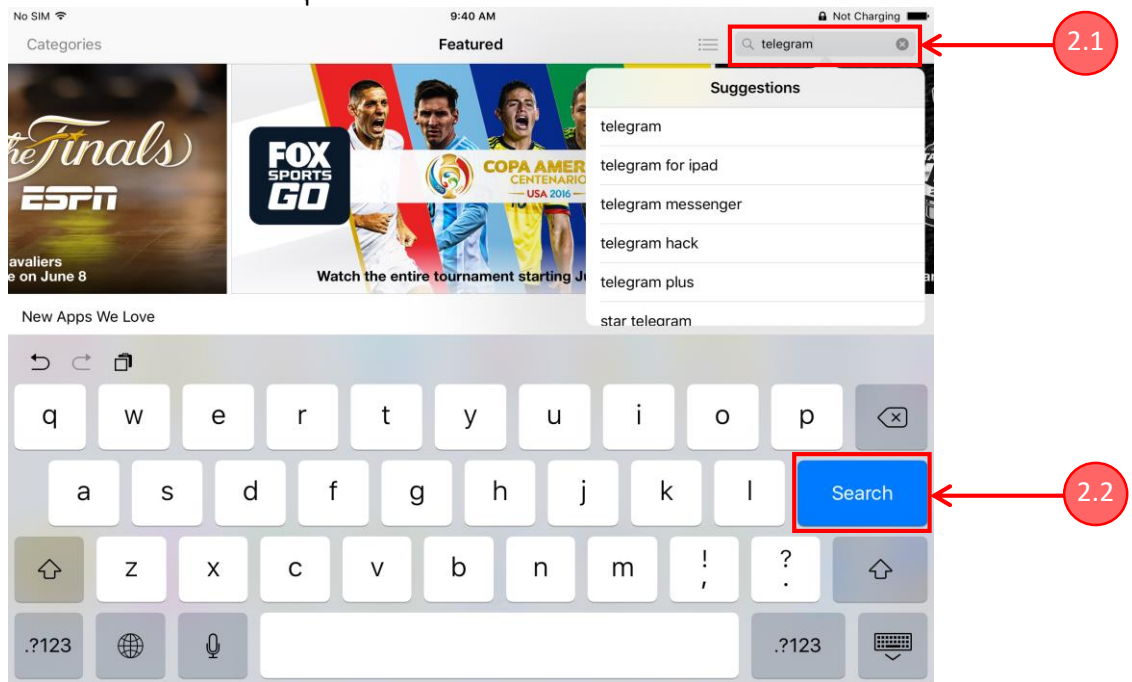 No SIM 9:40 AM Not Charging
Categories Featured telegram
2.1
Suggestions
telegram
telegram for ipad
telegram messenger
telegram hack
telegram plus
star telegram
the Finals
ESPN
avaliers
e on June 8
FOX
SPORTS
GO
COPA AMER
CENTENARIO
USA 2016
Watch the entire tournament starting Ju
New Apps We Love
q w e r t y u i o p
a s d f g h j k l Search
2.2
z x c v b n m ! , ? .
.?123 .?123